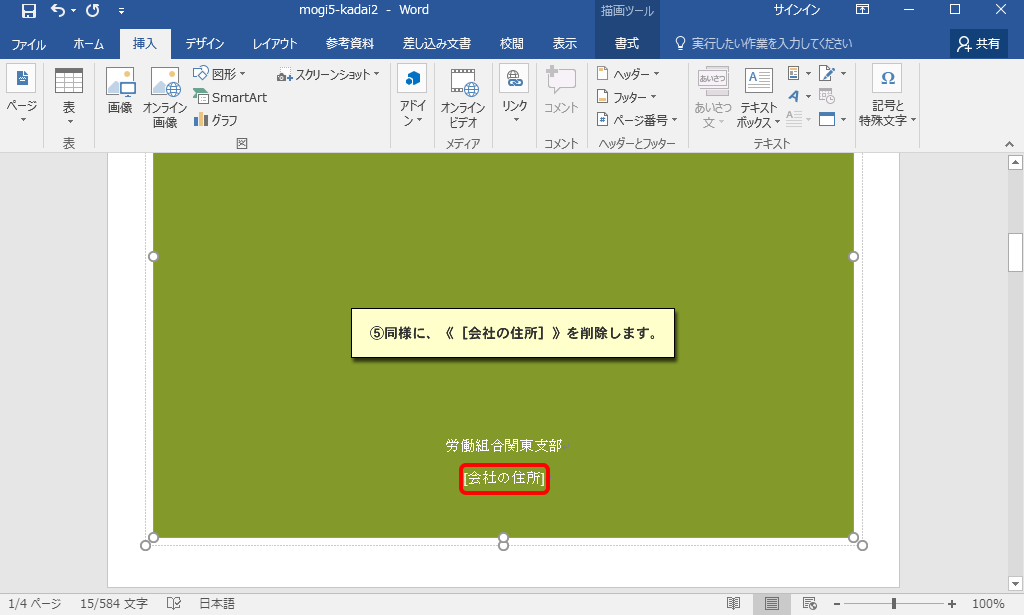 mogi5-kadai2 - Word
描画ツール
サインイン
ファイル ホーム 挿入 デザイン レイアウト 参考資料 差し込み文書 校閲 表示 書式 実行したい作業を入力してください 共有
ページ
表
画像
オンライン
画像
図形
SmartArt
グラフ
スクリーンショット
アドイ
ン
オンライン
ビデオ
リンク
コメント
ヘッダー
フッター
ページ番号
あいさつ
あいさつ
文
テキスト
ボックス
記号と
特殊文字
表 図 メディア コメント ヘッダーとフッター テキスト
⑤同様に、《［会社の住所］》を削除します。
労働組合関東支部
[会社の住所]
1/4 ページ 15/584 文字 日本語 100%